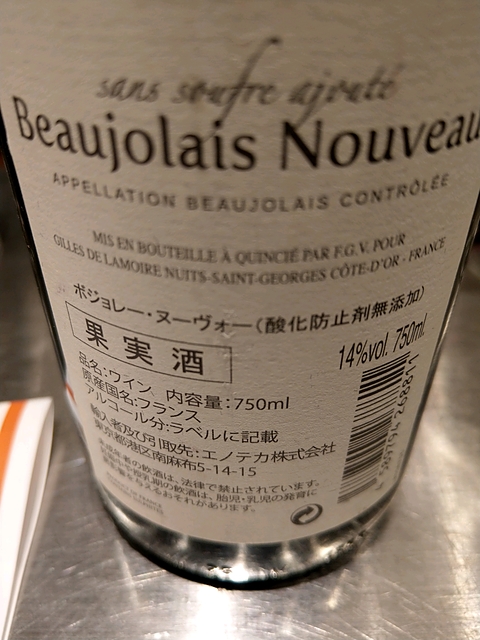 sans soufre ajouté
Beaujolais Nouveau
APPELLATION BEAUJOLAIS CONTRÔLÉE
MIS EN BOUTEILLE À QUINCIÉ PAR F.G.V. POUR
GILLES DE LAMOIRE NUITS-SAINT-GEORGES CÔTE-D'OR - FRANCE
ボジョレー・ヌーヴォー(酸化防止剤無添加)
果実酒
14%vol. 750ml.
品名:ワイン 内容量:750ml
原産国名:フランス
アルコール分:ラベルに記載
輸入者及び引取先:エノテカ株式会社
東京都港区南麻布5-14-15
未成年者の飲酒は、法律で禁止されています。
妊娠中や授乳期の飲酒は、胎児・乳児の発育に
悪影響を与えるおそれがあります。